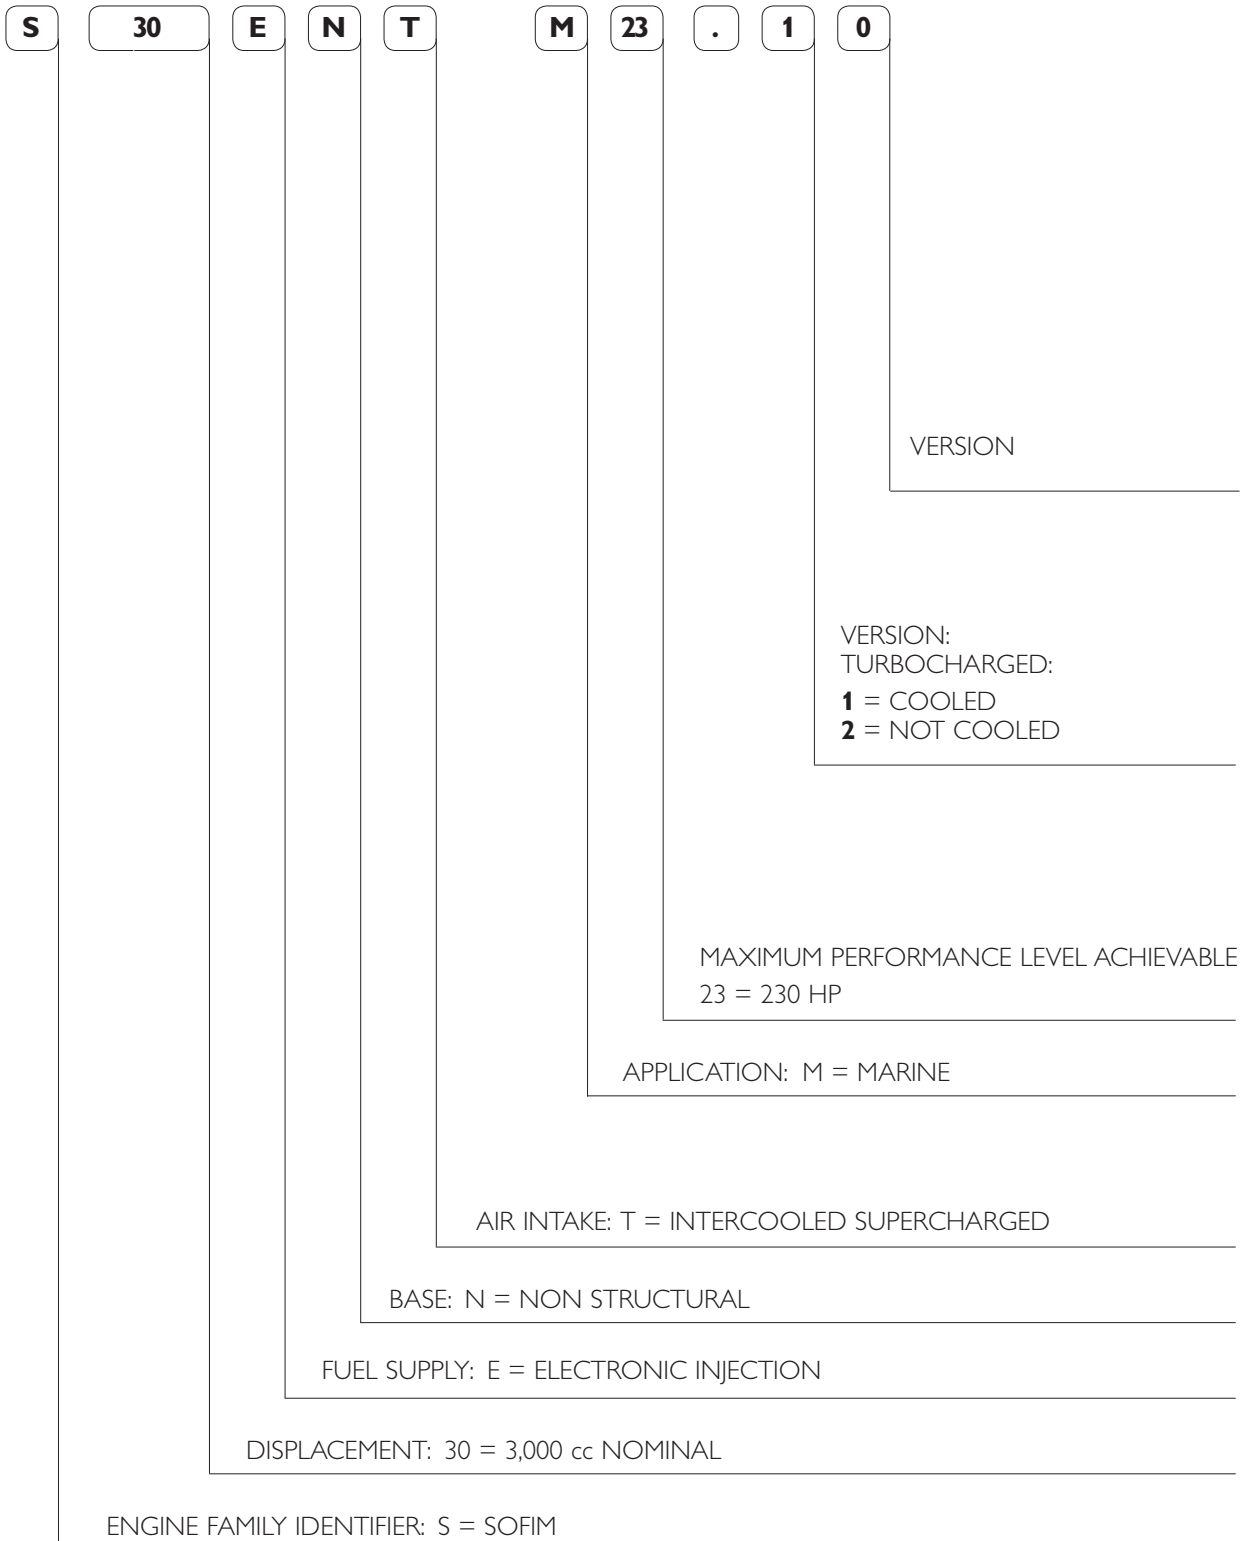 S 30 E N T M 23 . 1 0
VERSION
VERSION:
TURBOCHARGED:
1 = COOLED
2 = NOT COOLED
MAXIMUM PERFORMANCE LEVEL ACHIEVABLE
23 = 230 HP
APPLICATION: M = MARINE
AIR INTAKE: T = INTERCOOLED SUPERCHARGED
BASE: N = NON STRUCTURAL
FUEL SUPPLY: E = ELECTRONIC INJECTION
DISPLACEMENT: 30 = 3,000 cc NOMINAL
ENGINE FAMILY IDENTIFIER: S = SOFIM